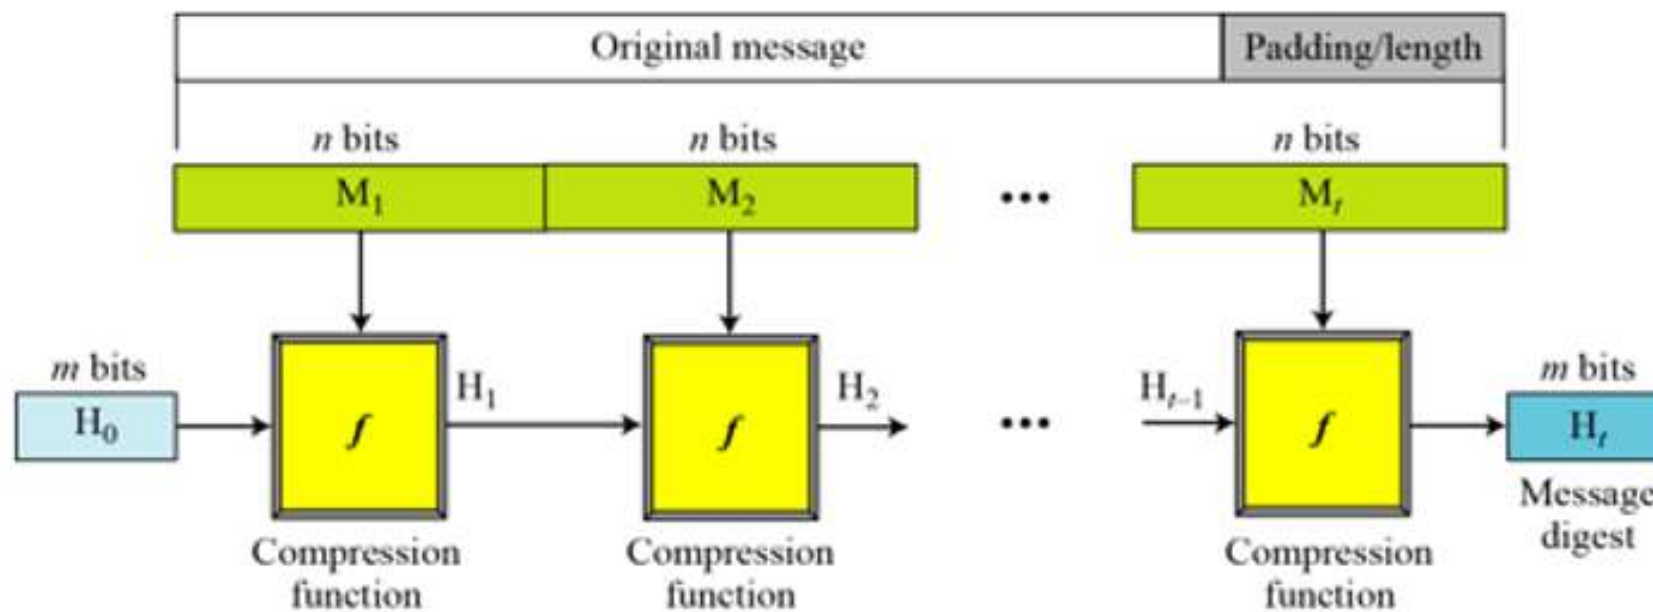 Original message
Padding/length
n bits
n bits
n bits
M₁
M₂
•••
Mₜ
m bits
H₀
f
H₁
f
H₂
•••
Hₜ₋₁
f
m bits
Hₜ
Message
digest
Compression
function
Compression
function
Compression
function